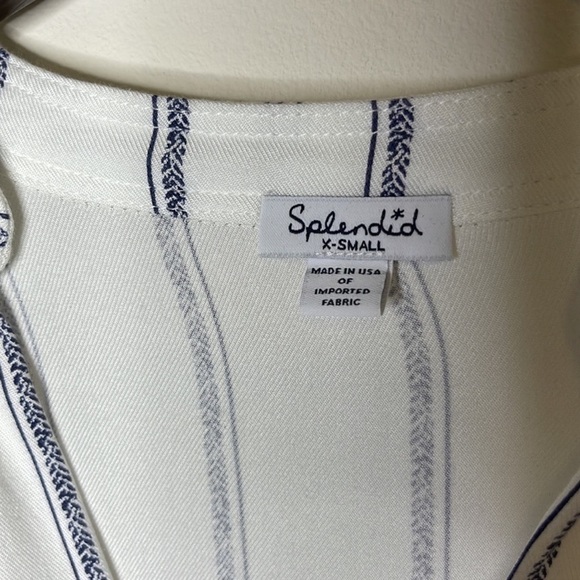 Splendid
X-SMALL
MADE IN USA
OF
IMPORTED
FABRIC